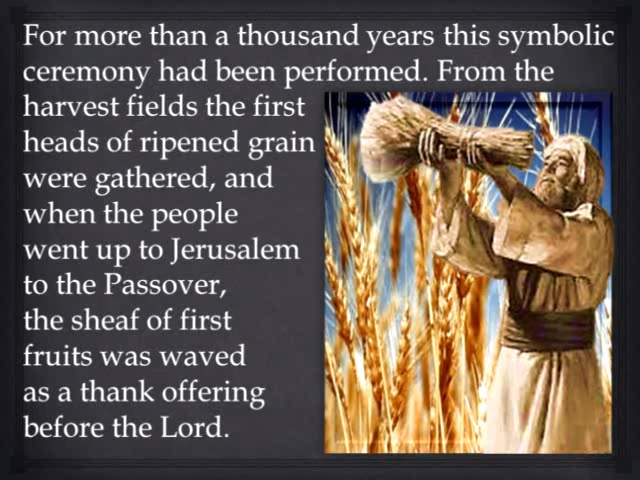 For more than a thousand years this symbolic
ceremony had been performed. From the
harvest fields the first
heads of ripened grain
were gathered, and
when the people
went up to Jerusalem
to the Passover,
the sheaf of first
fruits was waved
as a thank offering
before the Lord.